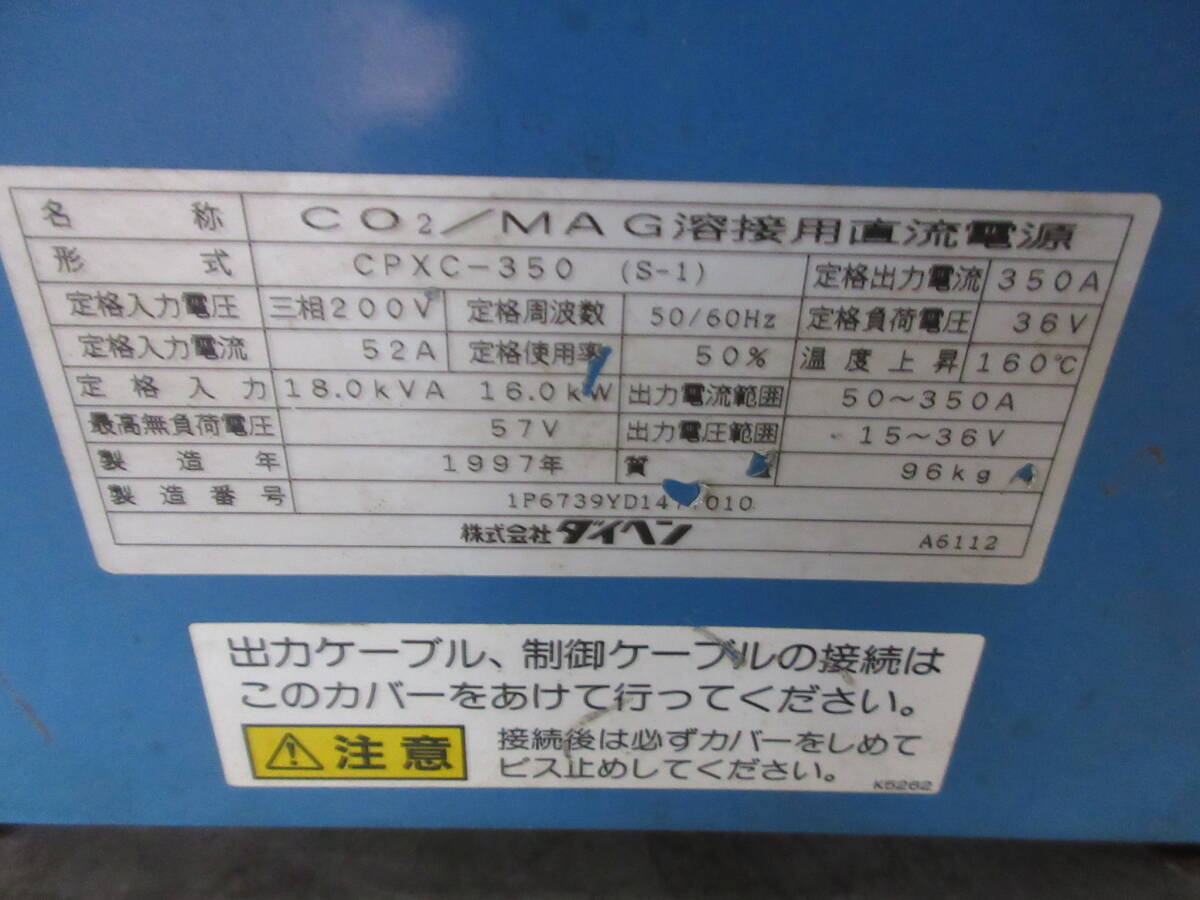 名称 CO2/MAG溶接用直流電源
形式 CPXC-350 (S-1) 定格出力電流 350A
定格入力電圧 三相200V 定格周波数 50/60Hz 定格負荷電圧 36V
定格入力電流 52A 定格使用率 50% 温度上昇 160℃
定格入力 18.0kVA 16.0kW 出力電流範囲 50~350A
最高無負荷電圧 57V 出力電圧範囲 15~36V
製造年 1997年 質 96kg
製造番号
株式会社ダイヘン A6112
出力ケーブル、制御ケーブルの接続は
このカバーをあけて行ってください。
注意 接続後は必ずカバーをしめて
ビス止めしてください。
K5262